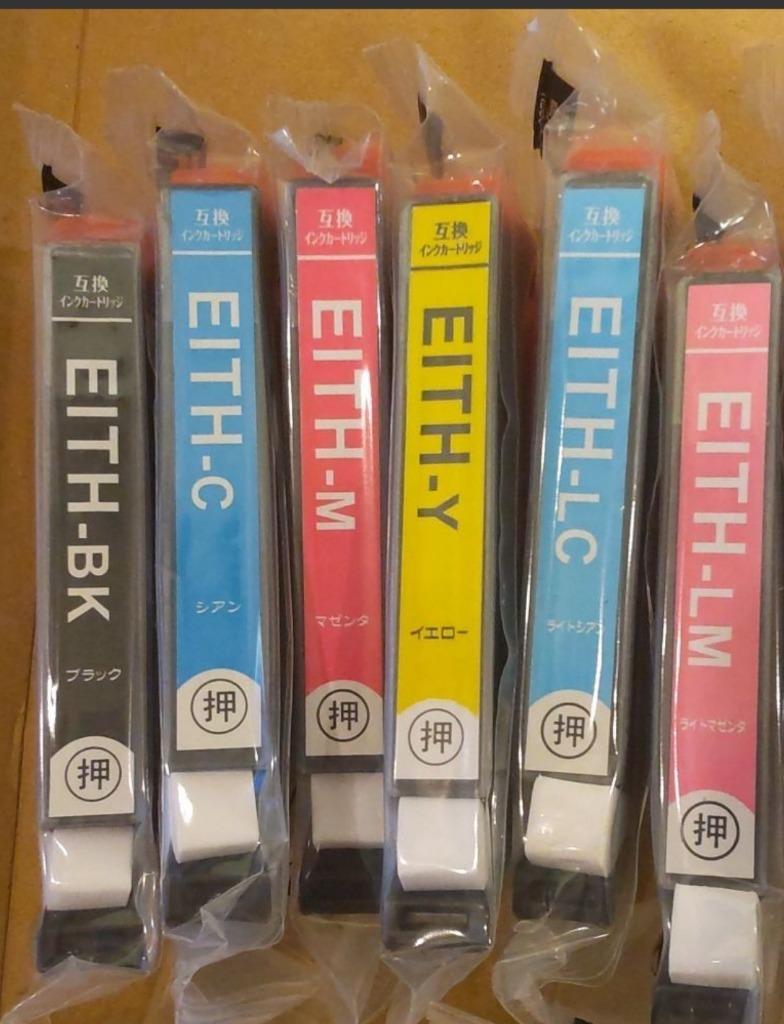 互換
インクカートリッジ
EITH-BK
ブラック
押
互換
インクカートリッジ
EITH-C
シアン
押
互換
インクカートリッジ
EITH-M
マゼンタ
押
互換
インクカートリッジ
EITH-Y
イエロー
押
互換
インクカートリッジ
EITH-LC
ライトシアン
押
互換
インクカートリッジ
EITH-LM
ライトマゼンタ
押